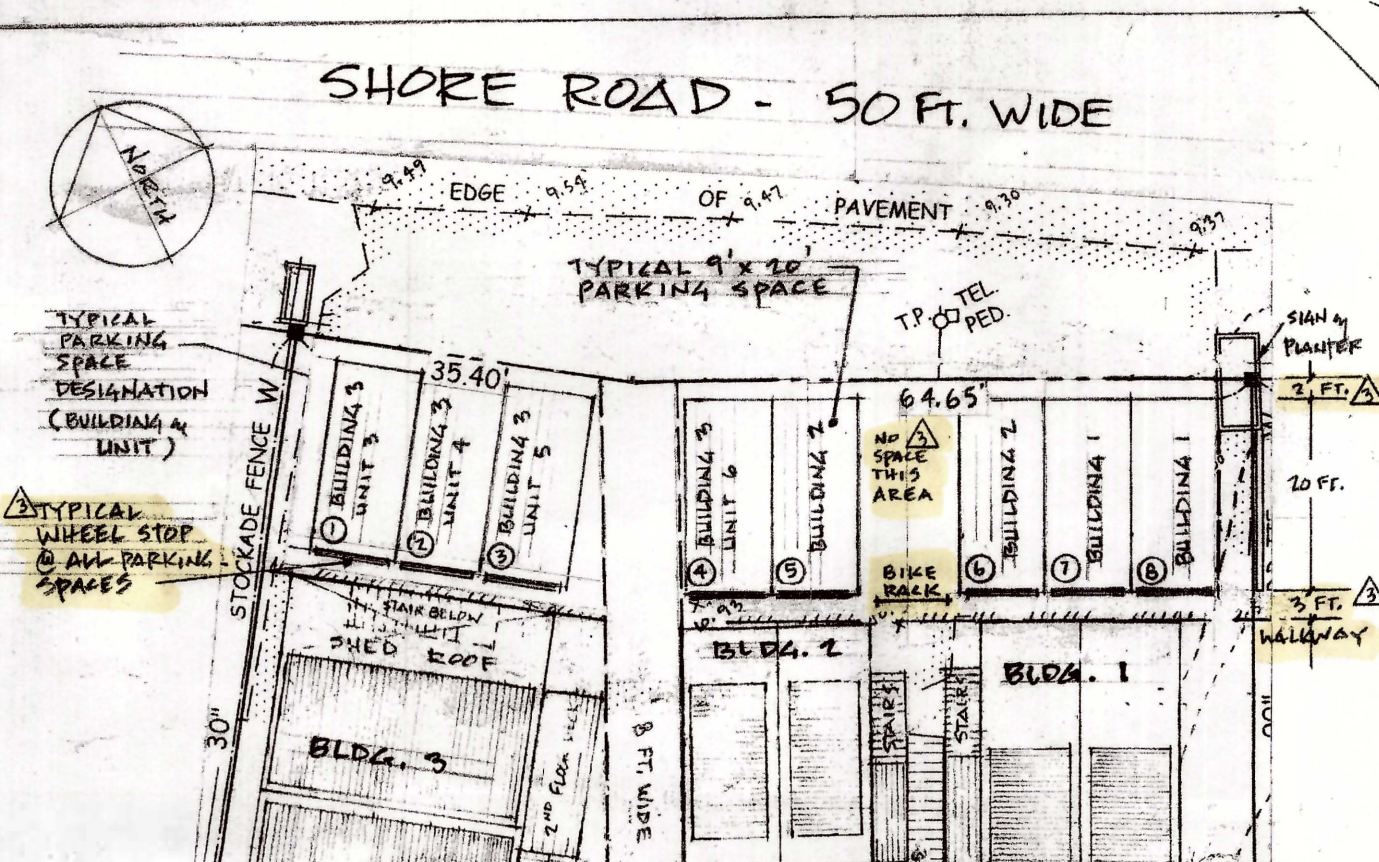 SHORE ROAD - 50 FT. WIDE
NORTH
9.49
EDGE
9.54
OF
9.47
PAVEMENT
9.30
9.37
TYPICAL 9' x 20'
PARKING SPACE
T.P.
TEL.
PED.
SIGN &
PLANTER
TYPICAL
PARKING
SPACE
DESIGNATION
(BUILDING &
UNIT)
35.40'
64.65'
2 FT.
3
STOCKADE FENCE W
1 BUILDING 3
UNIT 3
2 BUILDING 3
UNIT 4
3 BUILDING 3
UNIT 5
4 BUILDING 3
UNIT 6
5 BUILDING 2
NO 3
SPACE
THIS
AREA
6 BUILDING 2
7 BUILDING 1
8 BUILDING 1
20 FT.
3 TYPICAL
WHEEL STOP
@ ALL PARKING
SPACES
BIKE
RACK
3 FT.
3
WALKWAY
STAIR BELOW
SHED ROOF
BLDG. 2
BLDG. 1
STAIRS
STAIRS
30"
BLDG. 3
2ND FLOOR
8 FT. WIDE